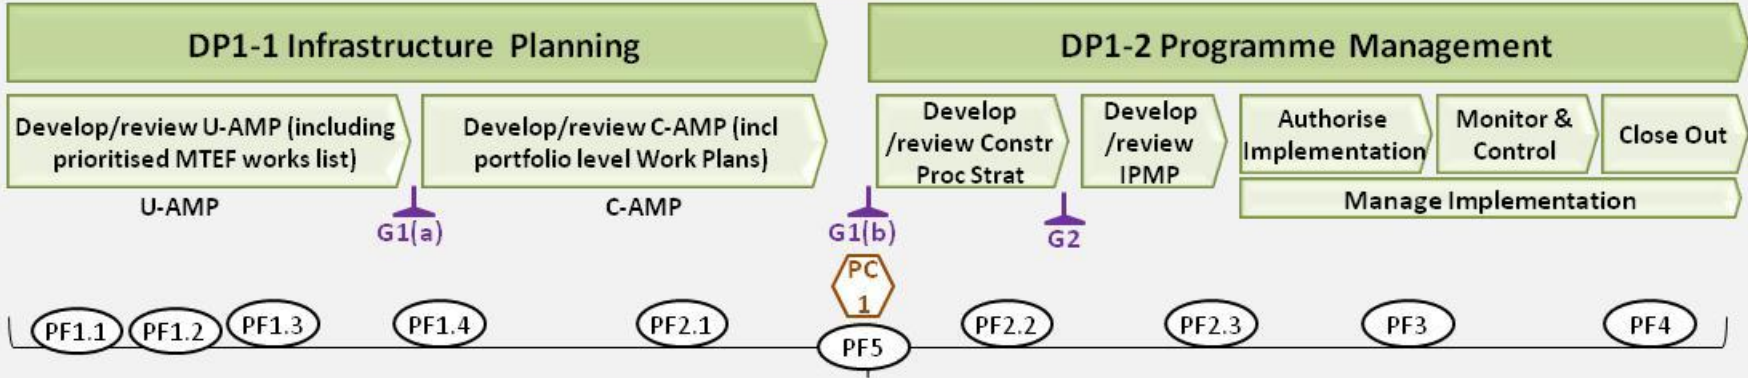 DP1-1 Infrastructure Planning
DP1-2 Programme Management
Develop/review U-AMP (including
prioritised MTEF works list)
Develop/review C-AMP (incl
portfolio level Work Plans)
Develop
/review Constr
Proc Strat
Develop
/review
IPMP
Authorise
Implementation
Monitor &
Control
Close Out
Manage Implementation
U-AMP
C-AMP
G1(a)
G1(b)
G2
PC
1
PF1.1
PF1.2
PF1.3
PF1.4
PF2.1
PF5
PF2.2
PF2.3
PF3
PF4